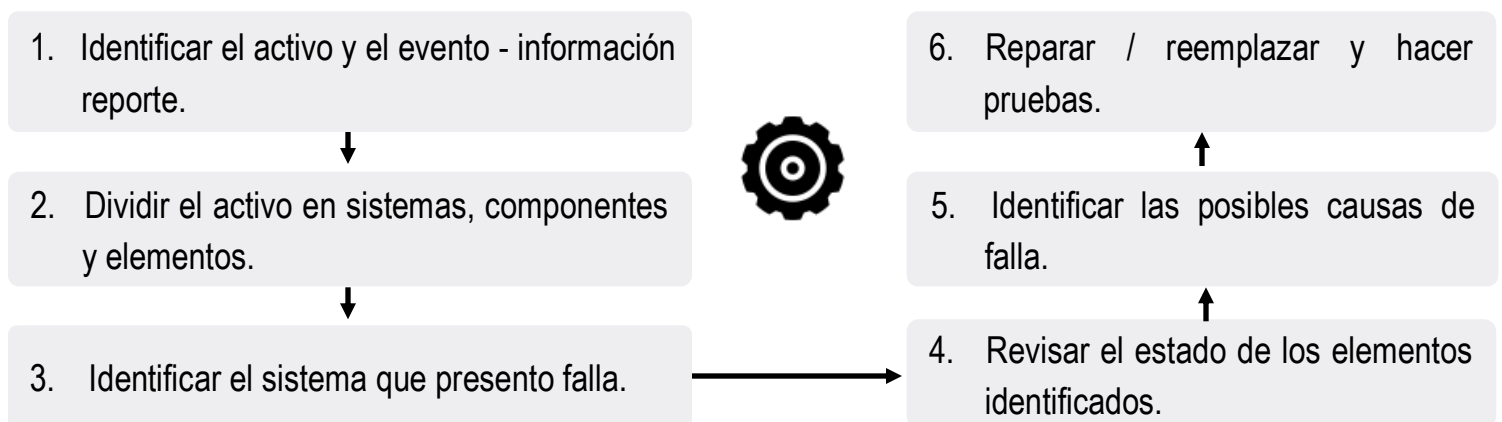 1. Identificar el activo y el evento - información
reporte.
2. Dividir el activo en sistemas, componentes
y elementos.
3. Identificar el sistema que presento falla.
4. Revisar el estado de los elementos
identificados.
5. Identificar las posibles causas de
falla.
6. Reparar / reemplazar y hacer
pruebas.